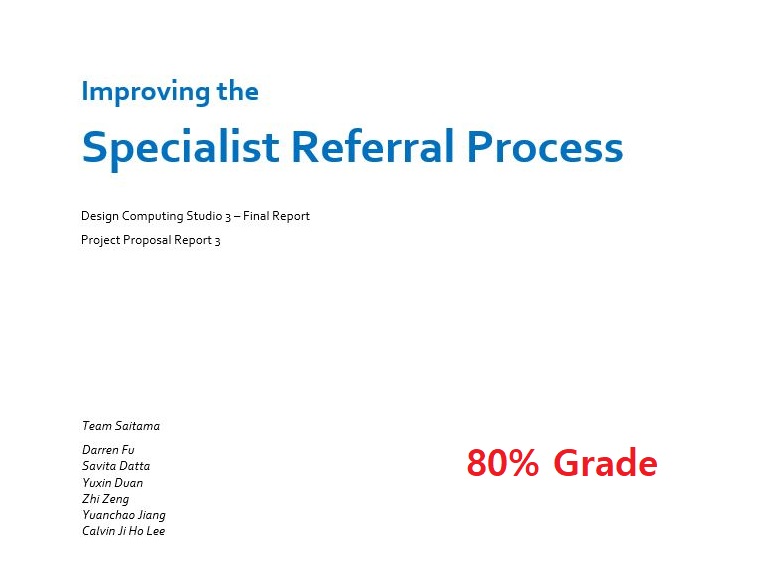 Improving the
Specialist Referral Process
Design Computing Studio 3 – Final Report
Project Proposal Report 3
Team Saitama
Darren Fu
Savita Datta
Yuxin Duan
Zhi Zeng
Yuanchao Jiang
Calvin Ji Ho Lee
80% Grade